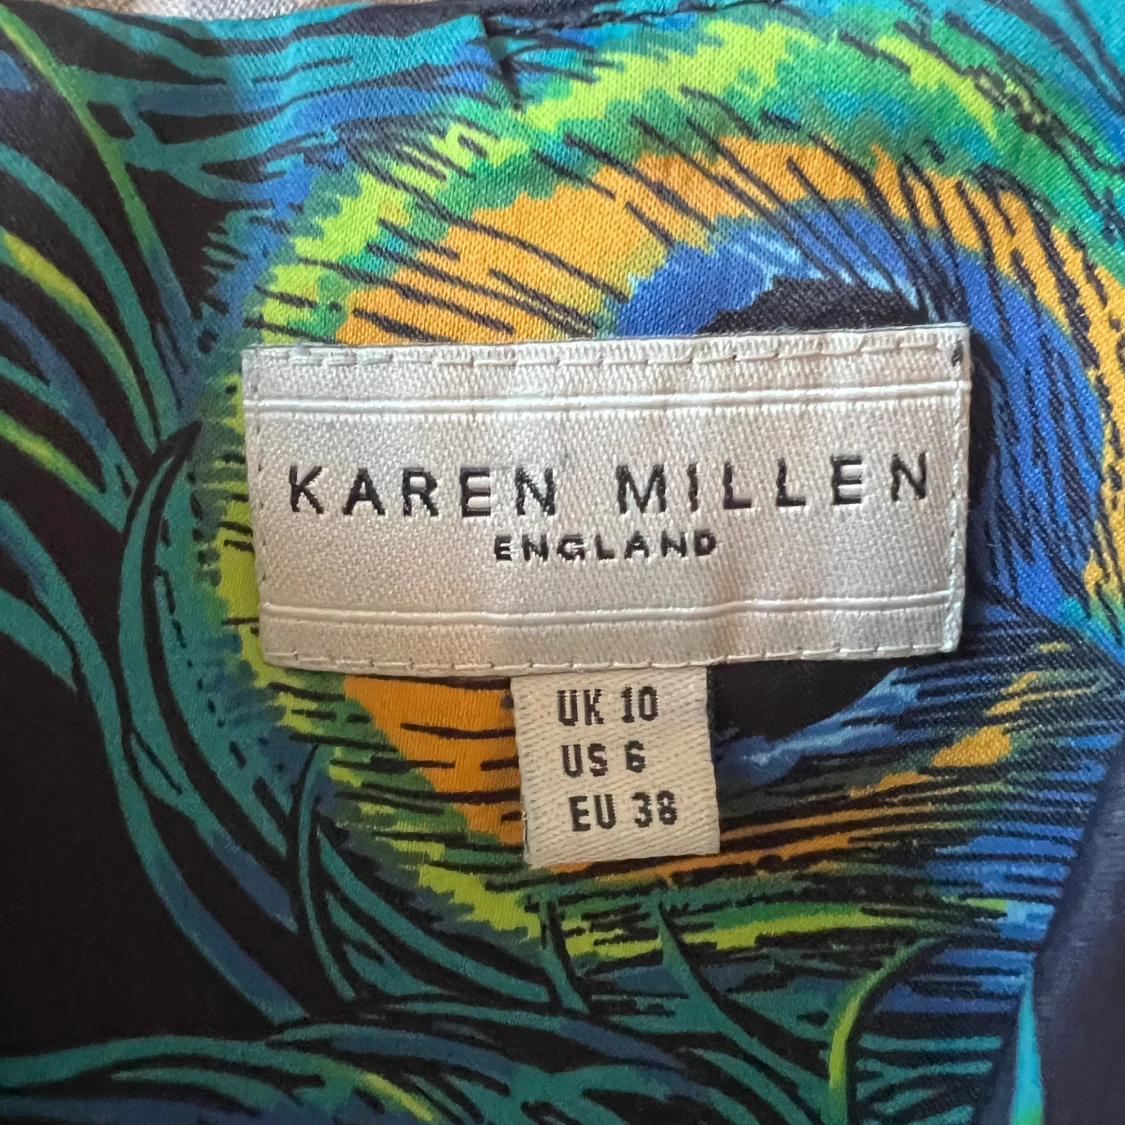 KAREN MILLEN
ENGLAND
UK 10
US 6
EU 38